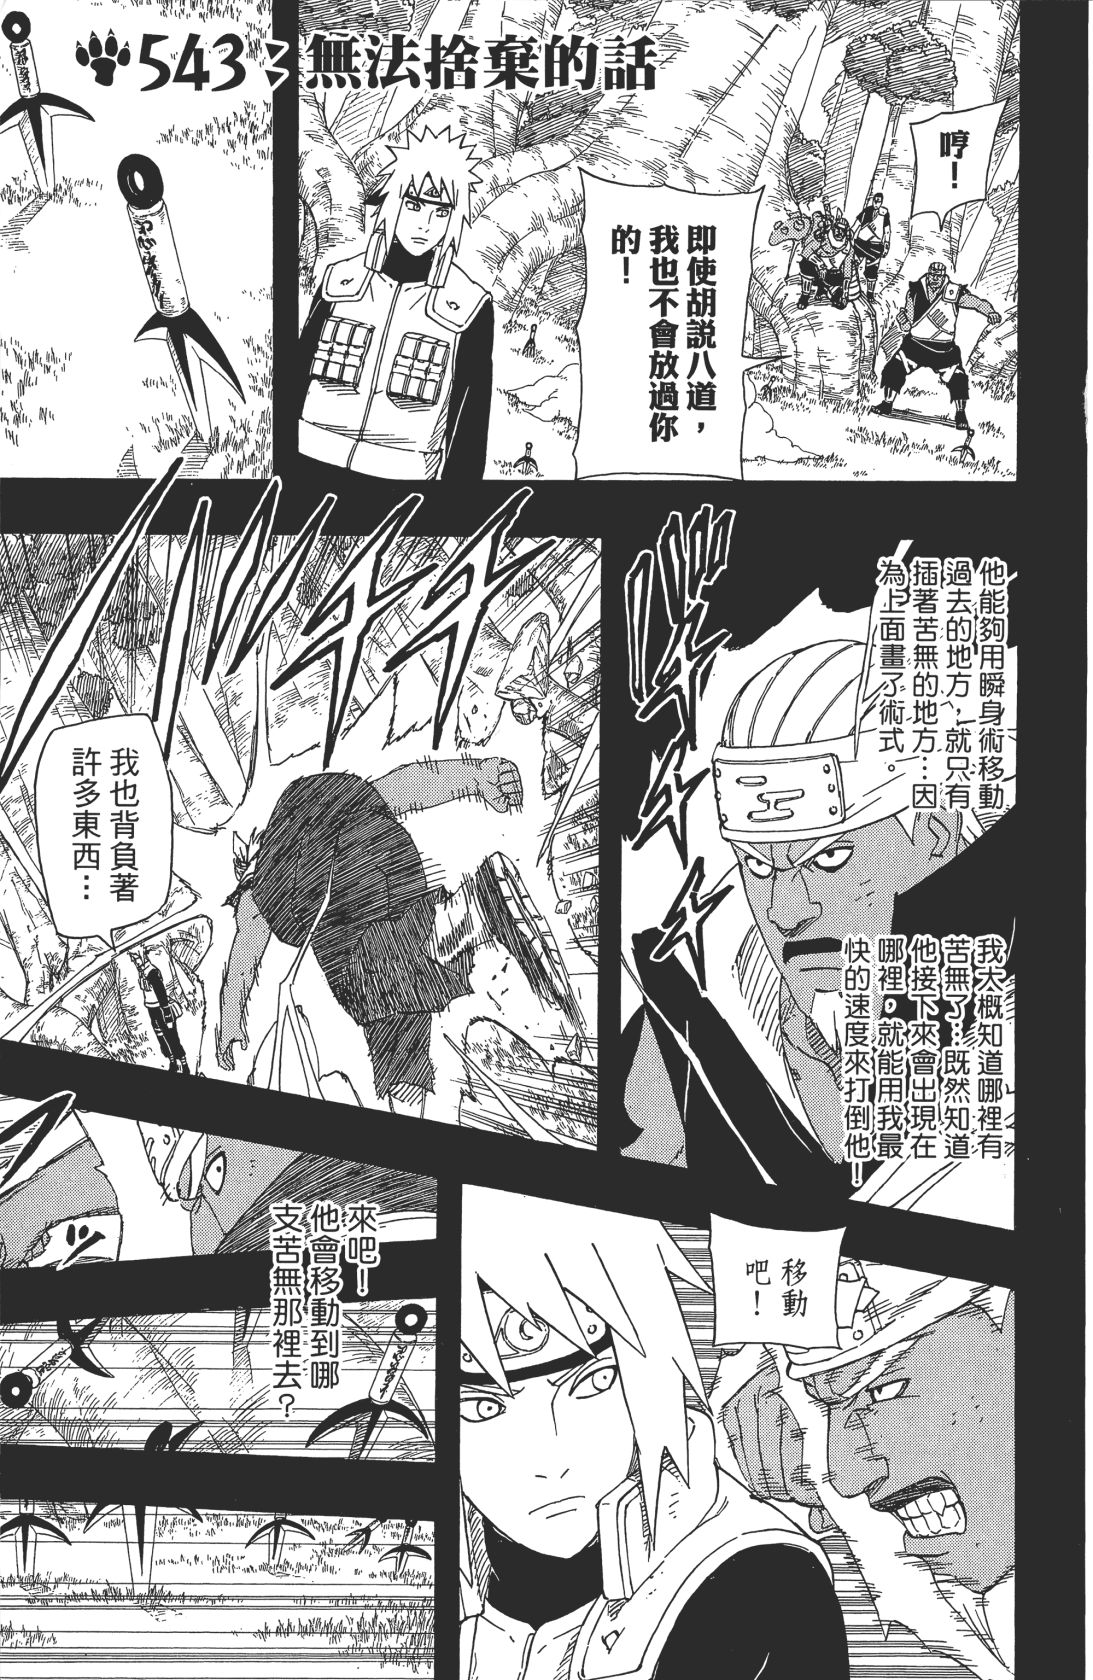 543：無法捨棄的話
哼！
即使胡說八道，
我也不會放過你
的！
他能夠用瞬身術移動
過去的地方，就只有
插著苦無的地方…因
為上面畫了術式。
我大概知道哪裡有
苦無了…既然知道
他接下來會出現在
哪裡，就能用我最
快的速度來打倒他！
我也背負著
許多東西…
移動
吧！
來吧！
他會移動到哪
支苦無那裡去？